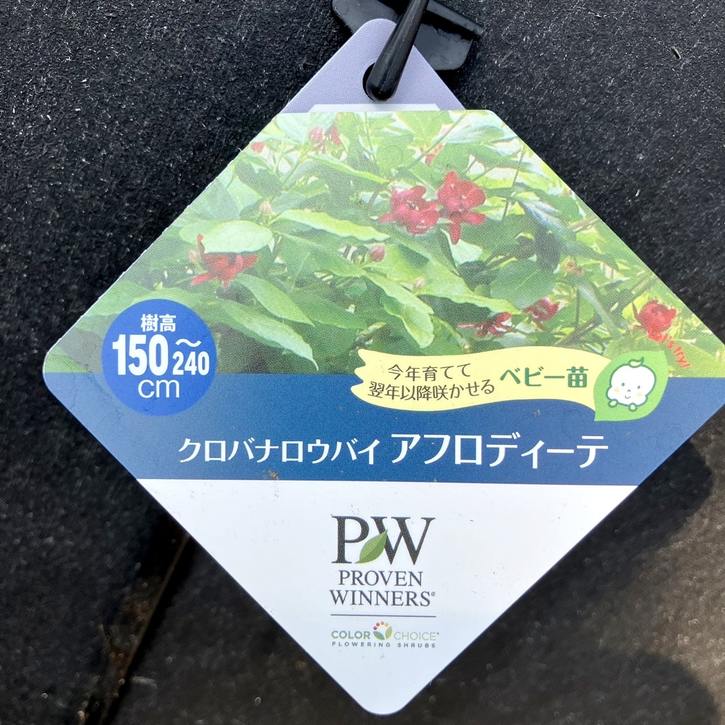 樹高
150～240
cm
今年育てて
翌年以降咲かせる
ベビー苗
クロバナロウバイ アフロディーテ
PW
PROVEN
WINNERS®
COLOR CHOICE®
FLOWERING SHRUBS